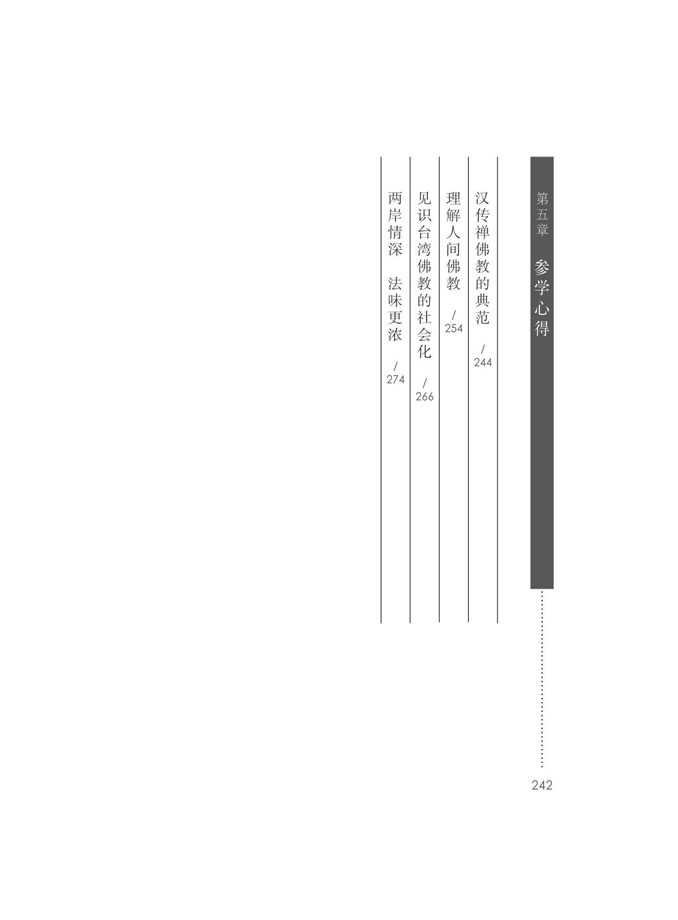 第五章 参学心得
242
汉传禅佛教的典范 / 244
理解人间佛教 / 254
见识台湾佛教的社会化 / 266
两岸情深 法味更浓 / 274